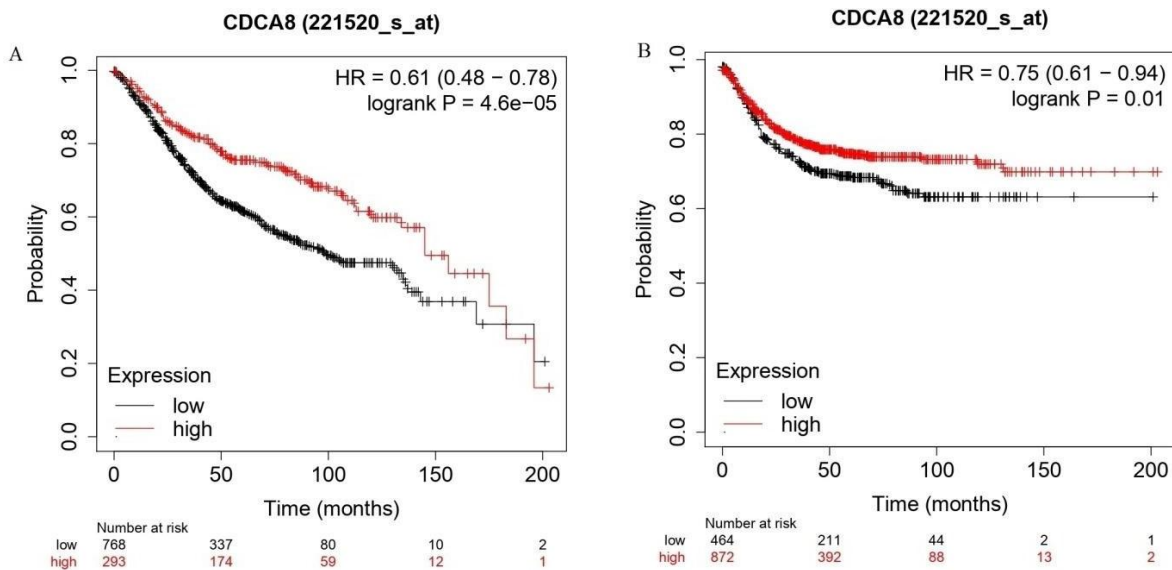 A
CDCA8 (221520_s_at)
HR = 0.61 (0.48 − 0.78)
logrank P = 4.6e−05
Probability
1.0
0.8
0.6
0.4
0.2
0.0
Expression
low
high
0 50 100 150 200
Time (months)
Number at risk
low 768 337 80 10 2
high 293 174 59 12 1
B
CDCA8 (221520_s_at)
HR = 0.75 (0.61 − 0.94)
logrank P = 0.01
Probability
1.0
0.8
0.6
0.4
0.2
0.0
Expression
low
high
0 50 100 150 200
Time (months)
Number at risk
low 464 211 44 2 1
high 872 392 88 13 2